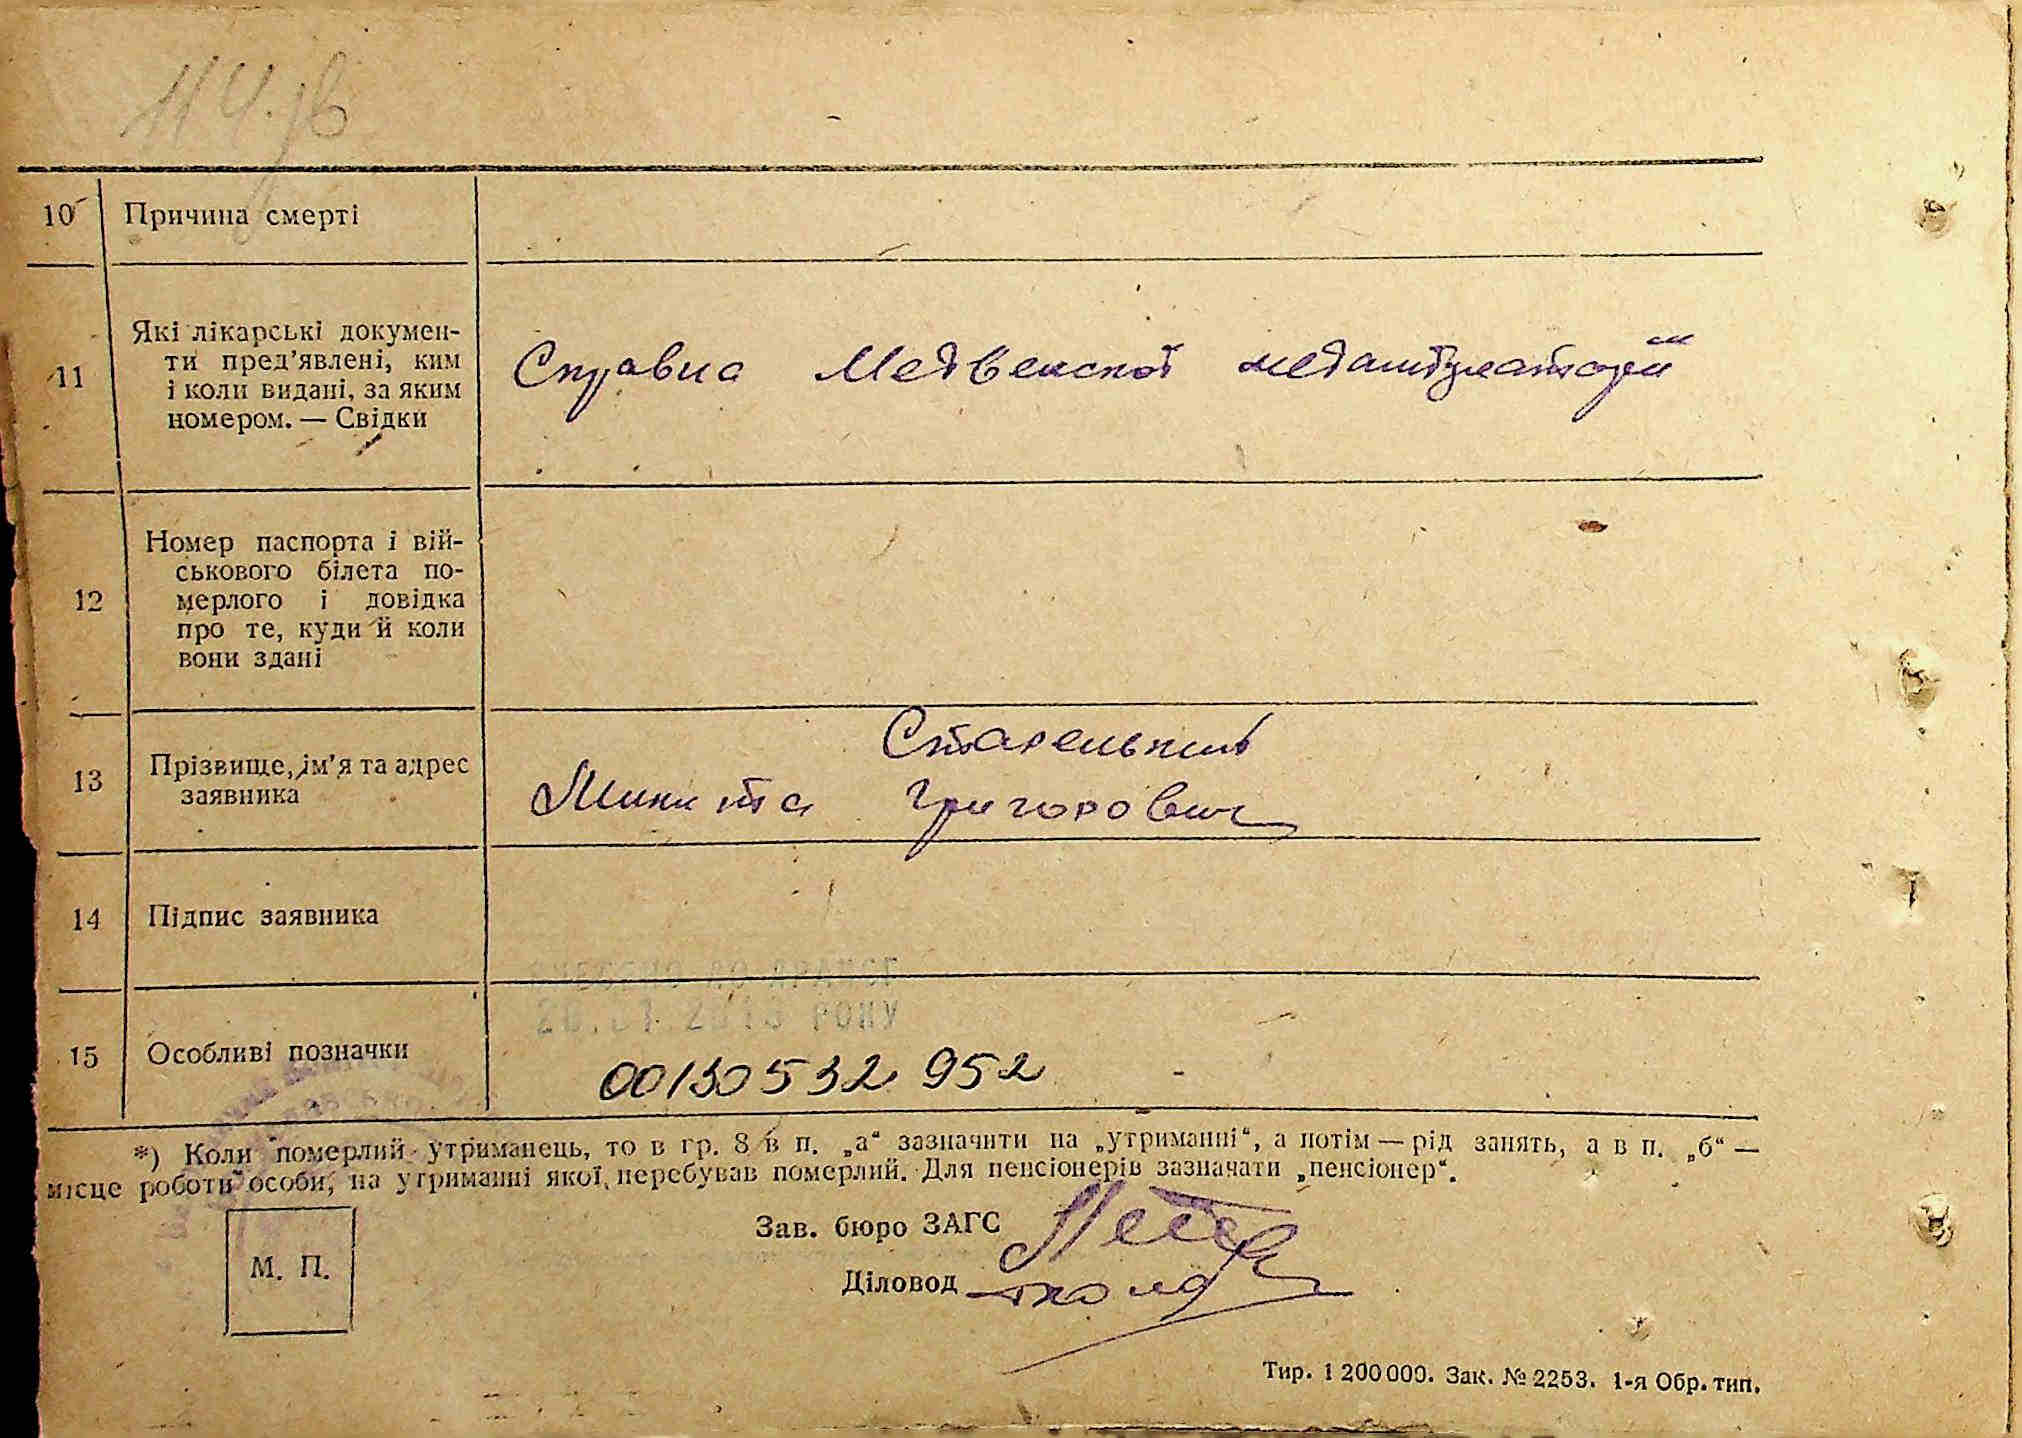 10 Причина смерті
11 Які лікарські докумен-
ти пред’явлені, ким
і коли видані, за яким
номером. — Свідки
Справка Медвенской
12 Номер паспорта і вій-
ськового білета по-
мерлого і довідка
про те, куди й коли
вони здані
13 Прізвище, ім’я та адрес
заявника
Микита Григорович
14 Підпис заявника
РОКУ
15 Особливі позначки
00130532952
*) Коли померлий утриманець, то в гр. 8 в п. „а“ зазначити на „утриманні“, а потім — рід занять, а в п. „б“ —
місце роботи особи, на утриманні якої перебував померлий. Для пенсіонерів зазначати „пенсіонер“.
Зав. бюро ЗАГС
Діловод
М. П.
Тир. 1 200 000. Зак. № 2253. 1-я Обр. тип.